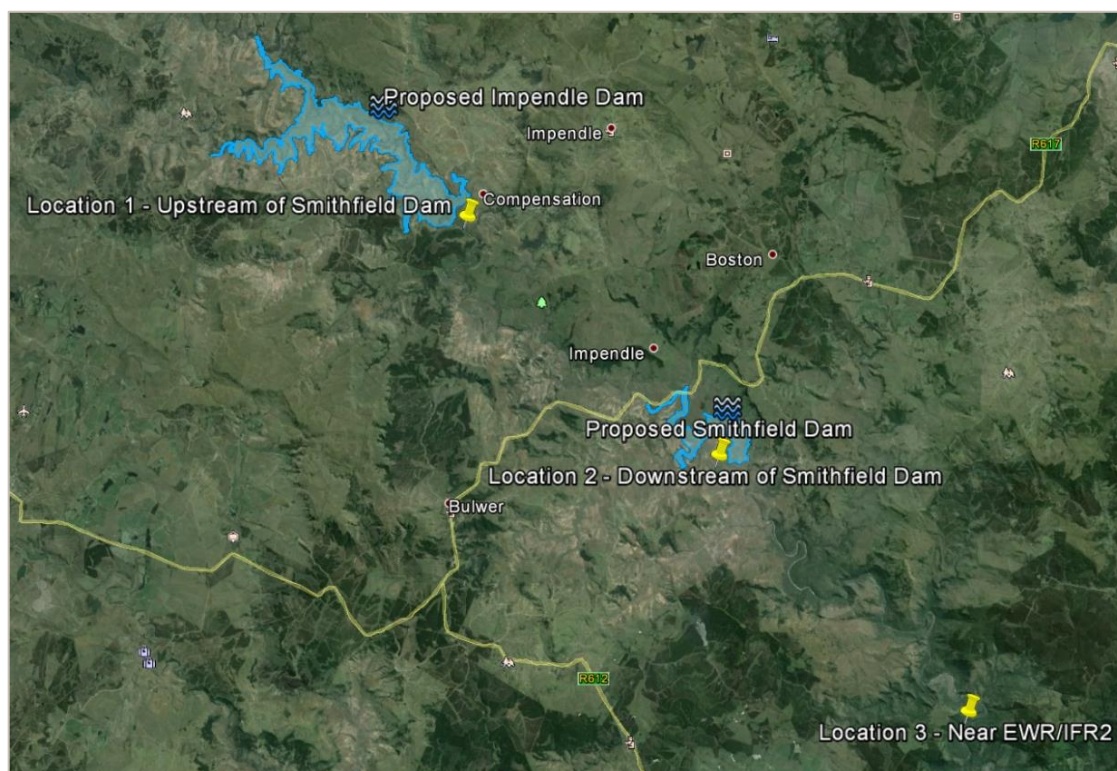 Proposed Impendle Dam
Impendle
R617
Location 1 - Upstream of Smithfield Dam
Compensation
Boston
Impendle
Proposed Smithfield Dam
Location 2 - Downstream of Smithfield Dam
Bulwer
R612
Location 3 - Near EWR/IFR2